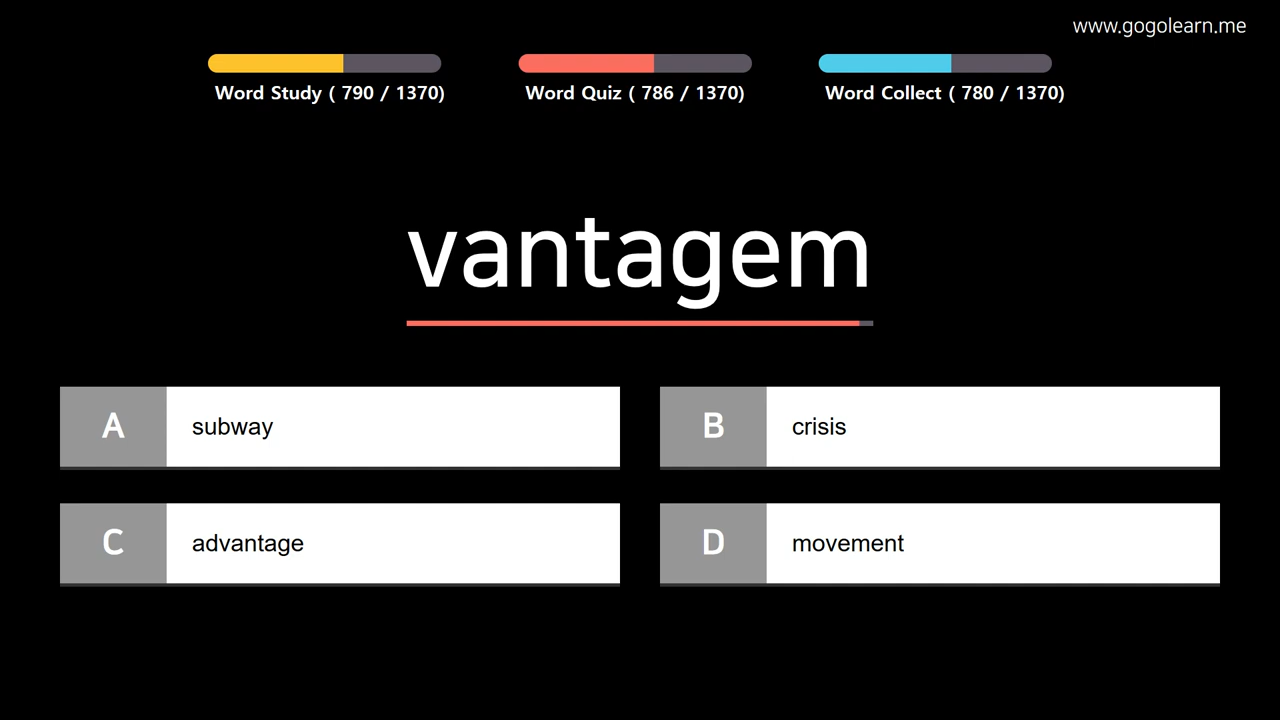 www.gogolearn.me
Word Study ( 790 / 1370)
Word Quiz ( 786 / 1370)
Word Collect ( 780 / 1370)
vantagem
A subway
B crisis
C advantage
D movement